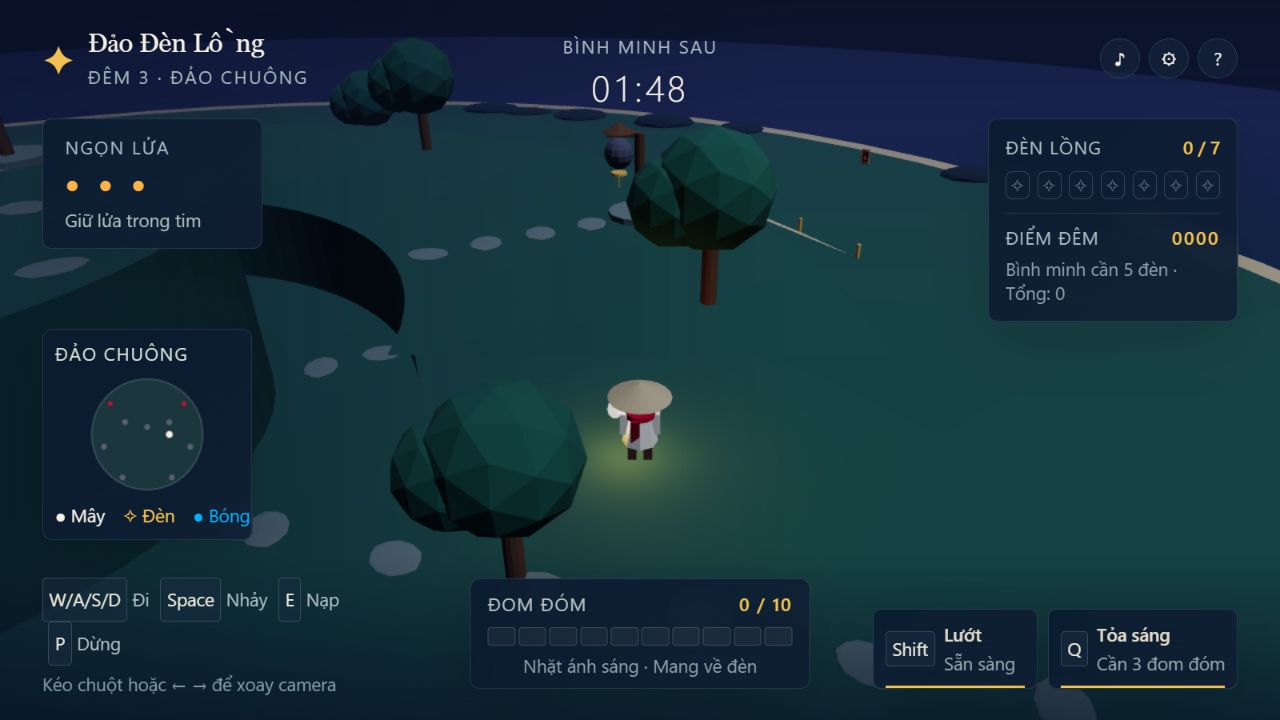 Đảo Đèn Lồng
ĐÊM 3 · ĐẢO CHUÔNG
BÌNH MINH SAU
01:48
♪
?
NGỌN LỬA
Giữ lửa trong tim
ĐÈN LỒNG 0 / 7
ĐIỂM ĐÊM 0000
Bình minh cần 5 đèn ·
Tổng: 0
ĐẢO CHUÔNG
Mây Đèn Bóng
W/A/S/D Đi Space Nhảy E Nạp
P Dừng
Kéo chuột hoặc ← → để xoay camera
ĐOM ĐÓM 0 / 10
Nhặt ánh sáng · Mang về đèn
Shift Lướt
Sẵn sàng
Q Tỏa sáng
Cần 3 đom đóm